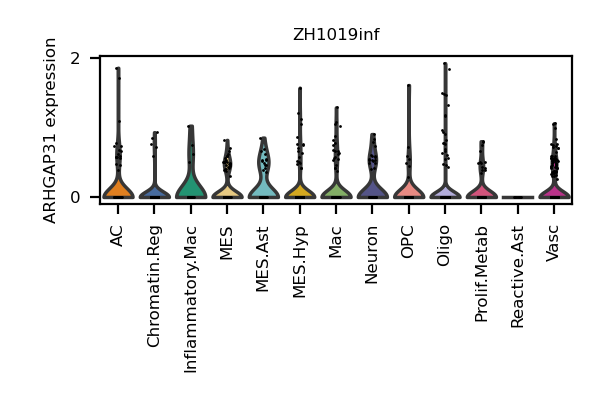 ZH1019inf
ARHGAP31 expression
2
0
AC
Chromatin.Reg
Inflammatory.Mac
MES
MES.Ast
MES.Hyp
Mac
Neuron
OPC
Oligo
Prolif.Metab
Reactive.Ast
Vasc